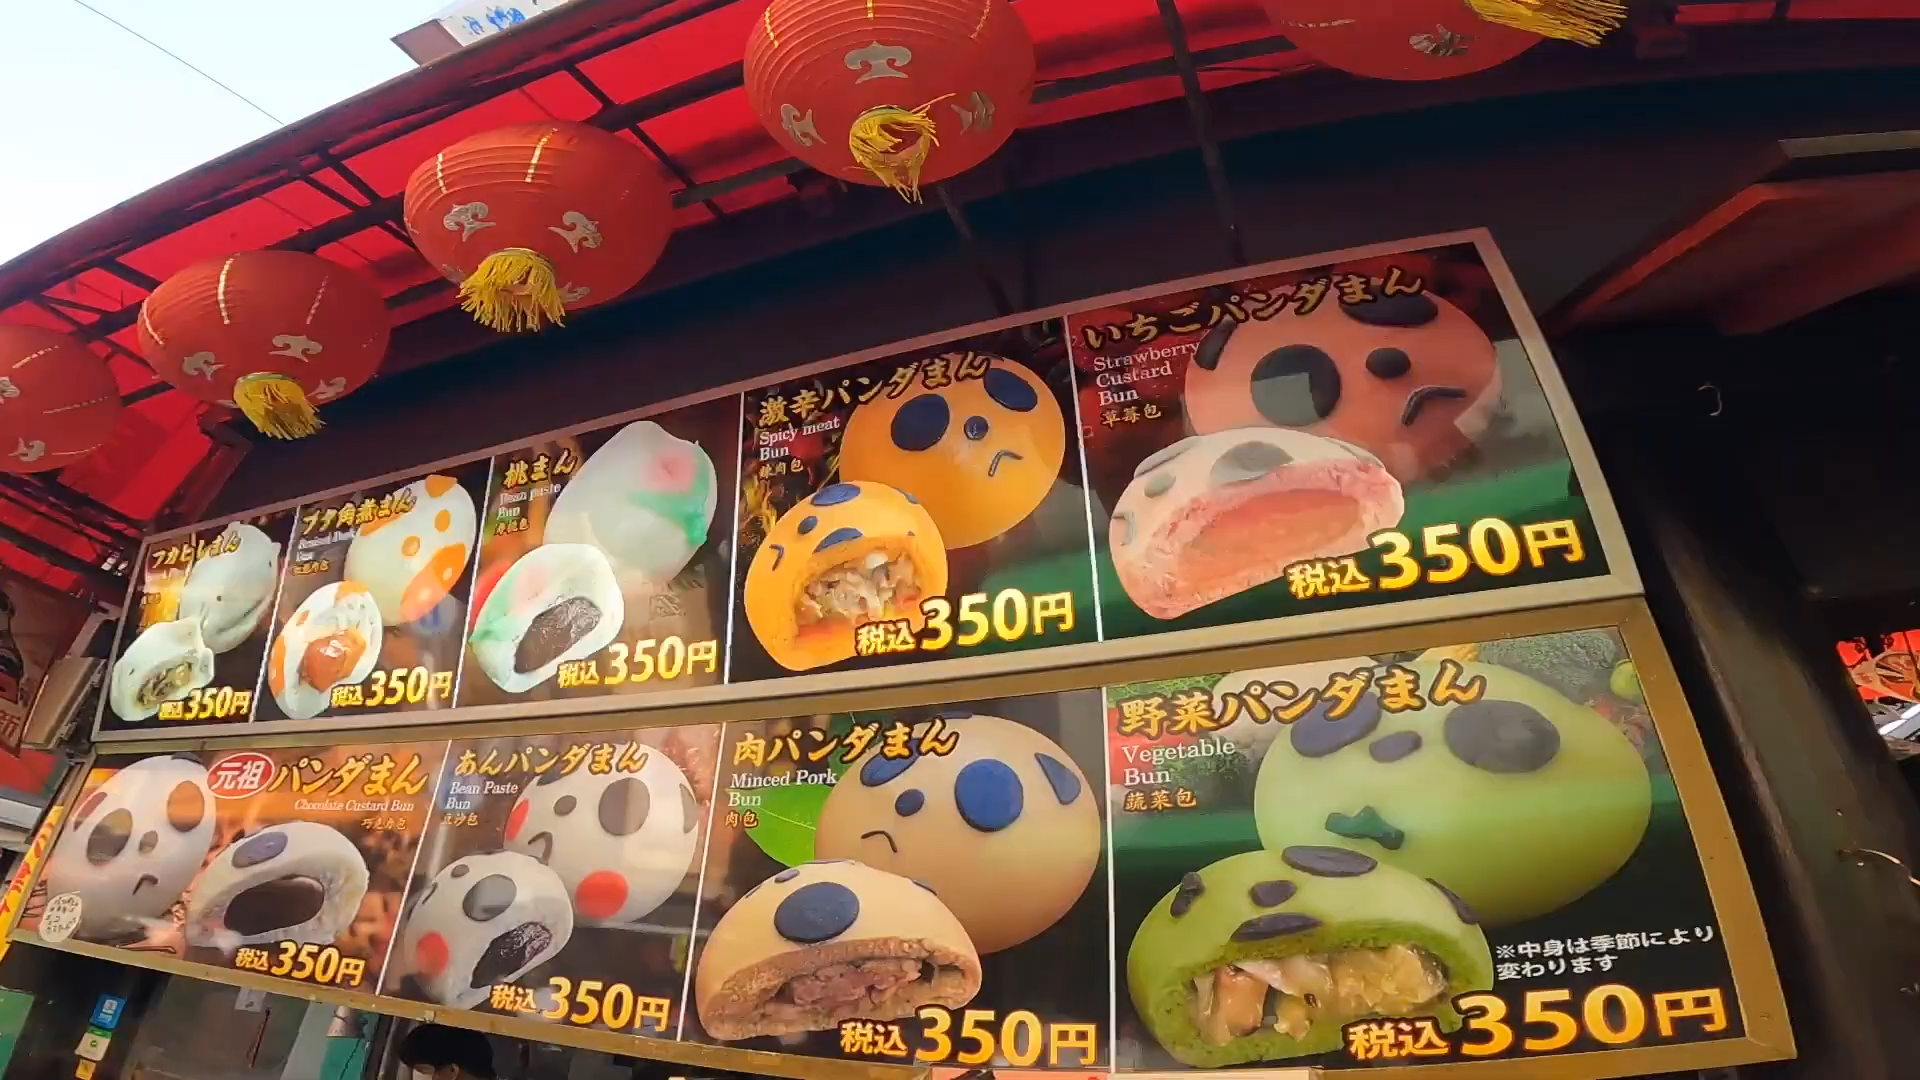 フカヒレまん
税込350円
ブタ角煮まん
Braised Pork
Bun
税込350円
桃まん
Bean paste
Bun
税込350円
激辛パンダまん
Spicy meat
Bun
辣肉包
税込350円
いちごパンダまん
Strawberry
Custard
Bun
草莓包
税込350円
元祖パンダまん
Chocolate Custard Bun
巧克力包
税込350円
あんパンダまん
Bean Paste
Bun
豆沙包
税込350円
肉パンダまん
Minced Pork
Bun
肉包
税込350円
野菜パンダまん
Vegetable
Bun
蔬菜包
※中身は季節により
変わります
税込350円